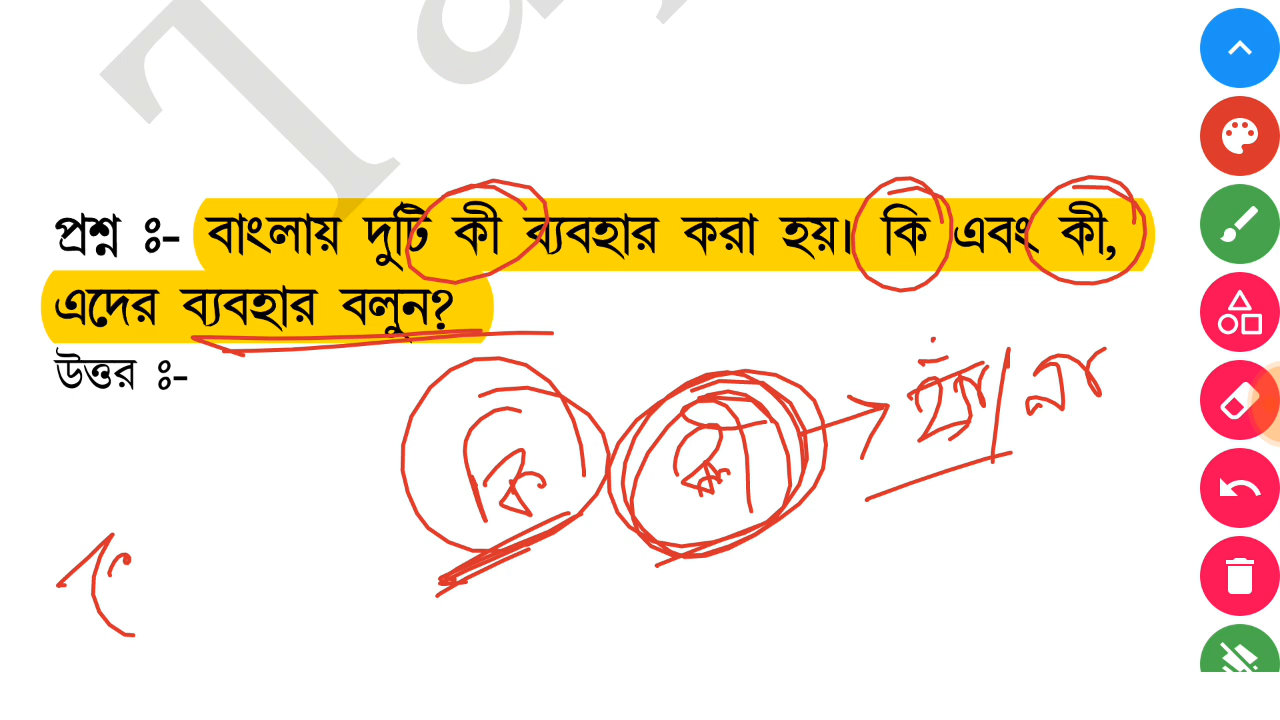 প্রশ্ন ঃ- বাংলায় দুটি কী ব্যবহার করা হয়। কি এবং কী,
এদের ব্যবহার বলুন?
উত্তর ঃ-
কি কী → হ্যাঁ/না